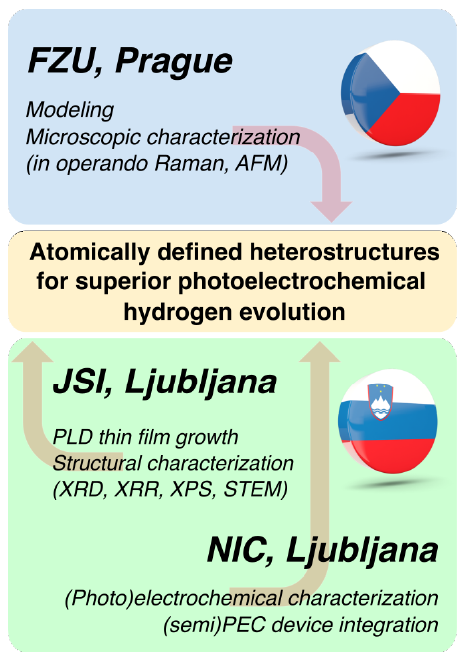 FZU, Prague
Modeling
Microscopic characterization
(in operando Raman, AFM)
Atomically defined heterostructures
for superior photoelectrochemical
hydrogen evolution
JSI, Ljubljana
PLD thin film growth
Structural characterization
(XRD, XRR, XPS, STEM)
NIC, Ljubljana
(Photo)electrochemical characterization
(semi)PEC device integration